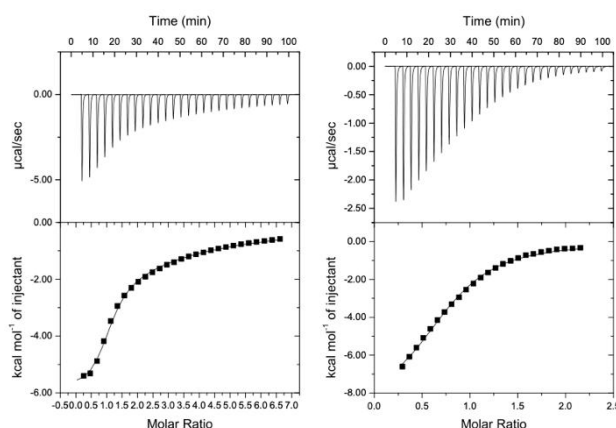 Time (min)
0 10 20 30 40 50 60 70 80 90 100
0.00
-5.00
µcal/sec
0.00
-2.00
-4.00
-6.00
kcal mol⁻¹ of injectant
-0.5 0.0 0.5 1.0 1.5 2.0 2.5 3.0 3.5 4.0 4.5 5.0 5.5 6.0 6.5 7.0
Molar Ratio
Time (min)
0 10 20 30 40 50 60 70 80 90 100
0.00
-0.50
-1.00
-1.50
-2.00
-2.50
µcal/sec
0.00
-2.00
-4.00
-6.00
-8.00
kcal mol⁻¹ of injectant
0.0 0.5 1.0 1.5 2.0 2.5
Molar Ratio